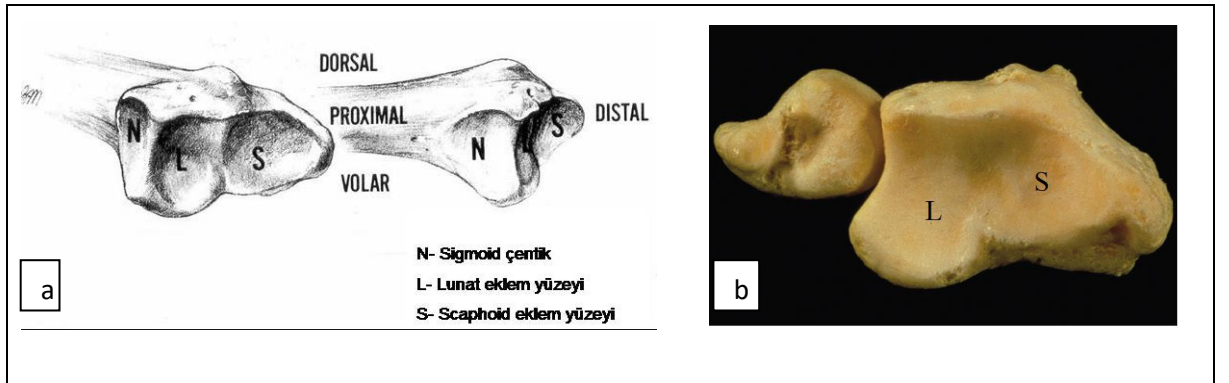 DORSAL
PROXIMAL
DISTAL
VOLAR
N
L
S
N
L
S
N- Sigmoid çentik
L- Lunat eklem yüzeyi
S- Scaphoid eklem yüzeyi
a
L
S
b